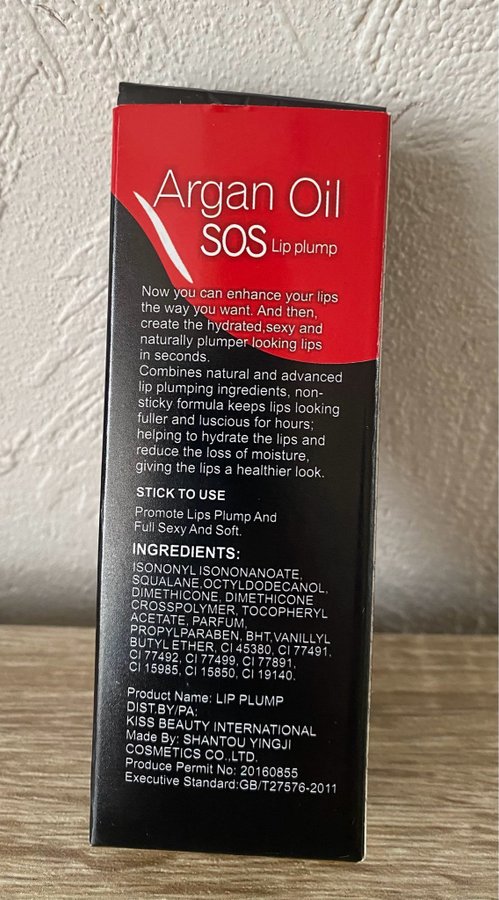 Argan Oil
SOS Lip plump
Now you can enhance your lips
the way you want. And then,
create the hydrated,sexy and
naturally plumper looking lips
in seconds.
Combines natural and advanced
lip plumping ingredients, non-
sticky formula keeps lips looking
fuller and luscious for hours;
helping to hydrate the lips and
reduce the loss of moisture,
giving the lips a healthier look.
STICK TO USE
Promote Lips Plump And
Full Sexy And Soft.
INGREDIENTS:
ISONONYL ISONONANOATE,
SQUALANE,OCTYLDODECANOL,
DIMETHICONE, DIMETHICONE
CROSSPOLYMER, TOCOPHERYL
ACETATE, PARFUM,
PROPYLPARABEN, BHT,VANILLYL
BUTYL ETHER, CI 45380, CI 77491,
CI 77492, CI 77499, CI 77891,
CI 15985, CI 15850, CI 19140.
Product Name: LIP PLUMP
DIST.BY/PA:
KISS BEAUTY INTERNATIONAL
Made By: SHANTOU YINGJI
COSMETICS CO.,LTD.
Produce Permit No: 20160855
Executive Standard:GB/T27576-2011